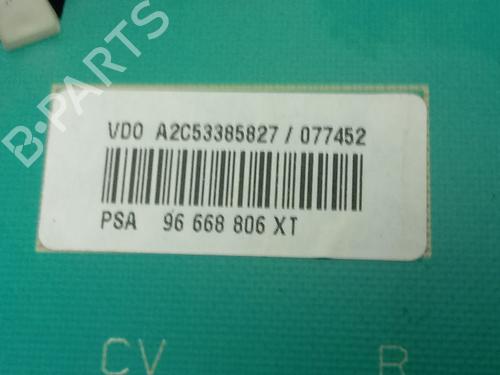 B-PARTS
VDO A2C53385827 / 077452
PSA 96 668 806 XT
CV R